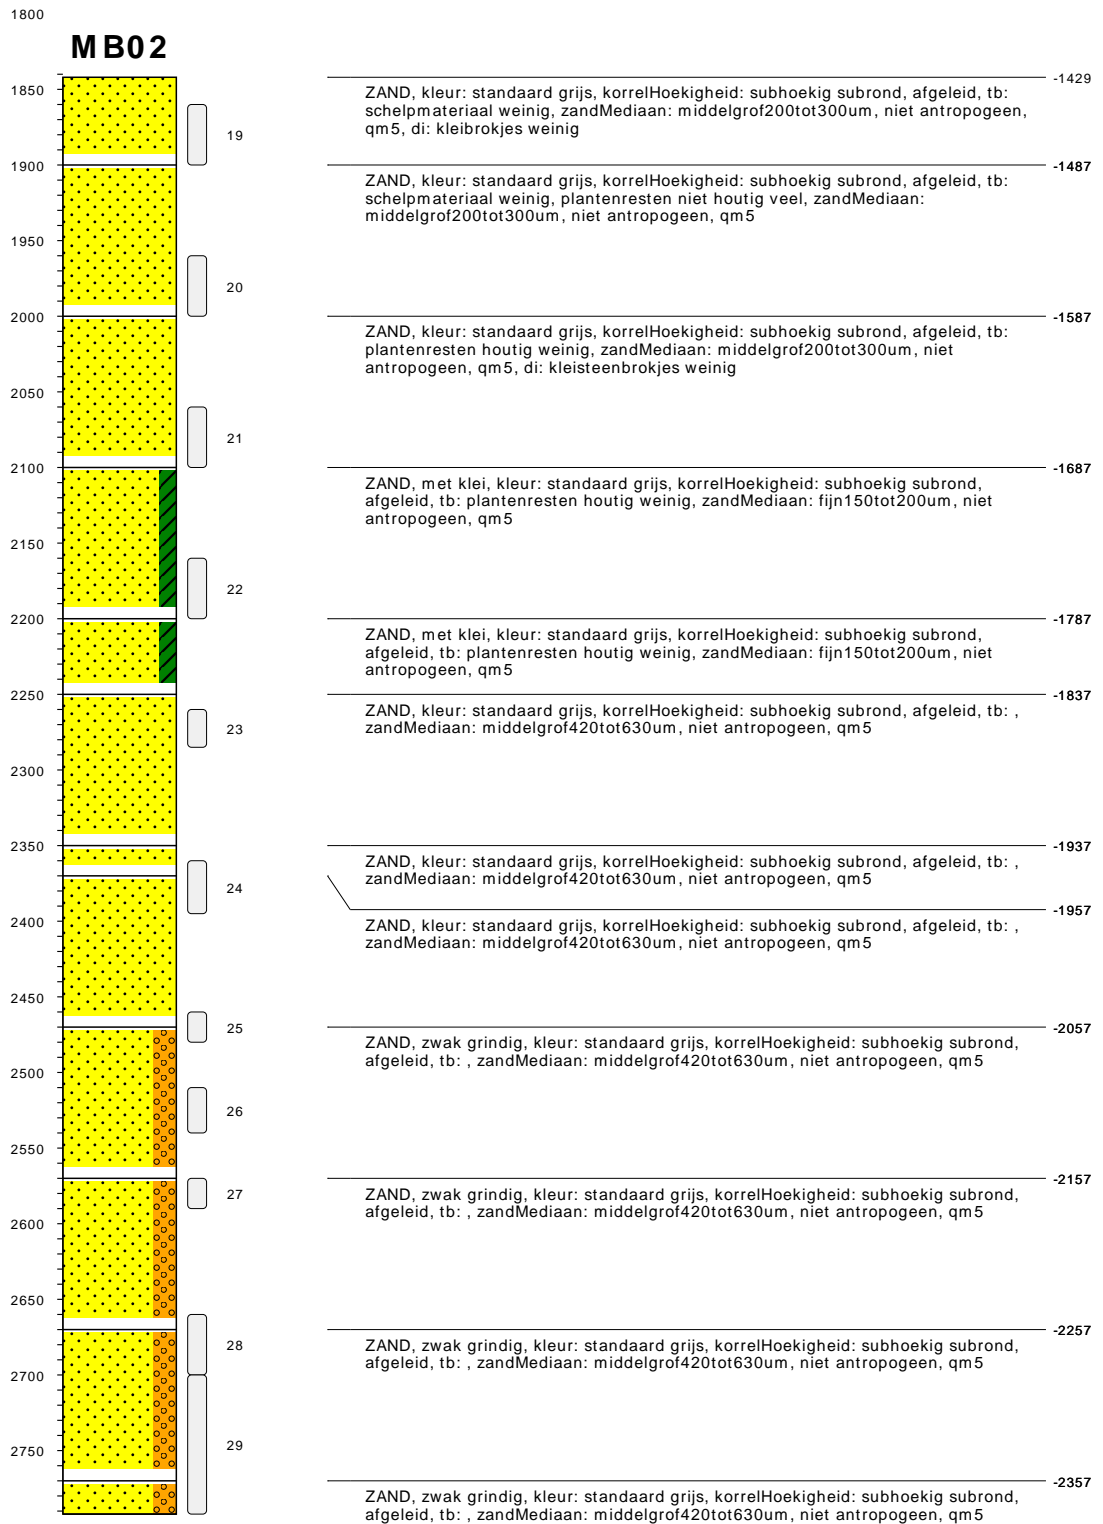 1800
MB02
1850
-1429
ZAND, kleur: standaard grijs, korrelHoekigheid: subhoekig subrond, afgeleid, tb:
schelpmateriaal weinig, zandMediaan: middelgrof200tot300um, niet antropogeen,
qm5, di: kleibrokjes weinig
19
1900
-1487
ZAND, kleur: standaard grijs, korrelHoekigheid: subhoekig subrond, afgeleid, tb:
schelpmateriaal weinig, plantenresten niet houtig veel, zandMediaan:
middelgrof200tot300um, niet antropogeen, qm5
1950
20
2000
-1587
ZAND, kleur: standaard grijs, korrelHoekigheid: subhoekig subrond, afgeleid, tb:
plantenresten houtig weinig, zandMediaan: middelgrof200tot300um, niet
antropogeen, qm5, di: kleisteenbrokjes weinig
2050
21
2100
-1687
ZAND, met klei, kleur: standaard grijs, korrelHoekigheid: subhoekig subrond,
afgeleid, tb: plantenresten houtig weinig, zandMediaan: fijn150tot200um, niet
antropogeen, qm5
2150
22
2200
-1787
ZAND, met klei, kleur: standaard grijs, korrelHoekigheid: subhoekig subrond,
afgeleid, tb: plantenresten houtig weinig, zandMediaan: fijn150tot200um, niet
antropogeen, qm5
2250
-1837
ZAND, kleur: standaard grijs, korrelHoekigheid: subhoekig subrond, afgeleid, tb: ,
zandMediaan: middelgrof420tot630um, niet antropogeen, qm5
23
2300
2350
-1937
ZAND, kleur: standaard grijs, korrelHoekigheid: subhoekig subrond, afgeleid, tb: ,
zandMediaan: middelgrof420tot630um, niet antropogeen, qm5
24
-1957
2400
ZAND, kleur: standaard grijs, korrelHoekigheid: subhoekig subrond, afgeleid, tb: ,
zandMediaan: middelgrof420tot630um, niet antropogeen, qm5
2450
25
-2057
ZAND, zwak grindig, kleur: standaard grijs, korrelHoekigheid: subhoekig subrond,
afgeleid, tb: , zandMediaan: middelgrof420tot630um, niet antropogeen, qm5
2500
26
2550
-2157
27
ZAND, zwak grindig, kleur: standaard grijs, korrelHoekigheid: subhoekig subrond,
afgeleid, tb: , zandMediaan: middelgrof420tot630um, niet antropogeen, qm5
2600
2650
-2257
28
ZAND, zwak grindig, kleur: standaard grijs, korrelHoekigheid: subhoekig subrond,
afgeleid, tb: , zandMediaan: middelgrof420tot630um, niet antropogeen, qm5
2700
29
2750
-2357
ZAND, zwak grindig, kleur: standaard grijs, korrelHoekigheid: subhoekig subrond,
afgeleid, tb: , zandMediaan: middelgrof420tot630um, niet antropogeen, qm5